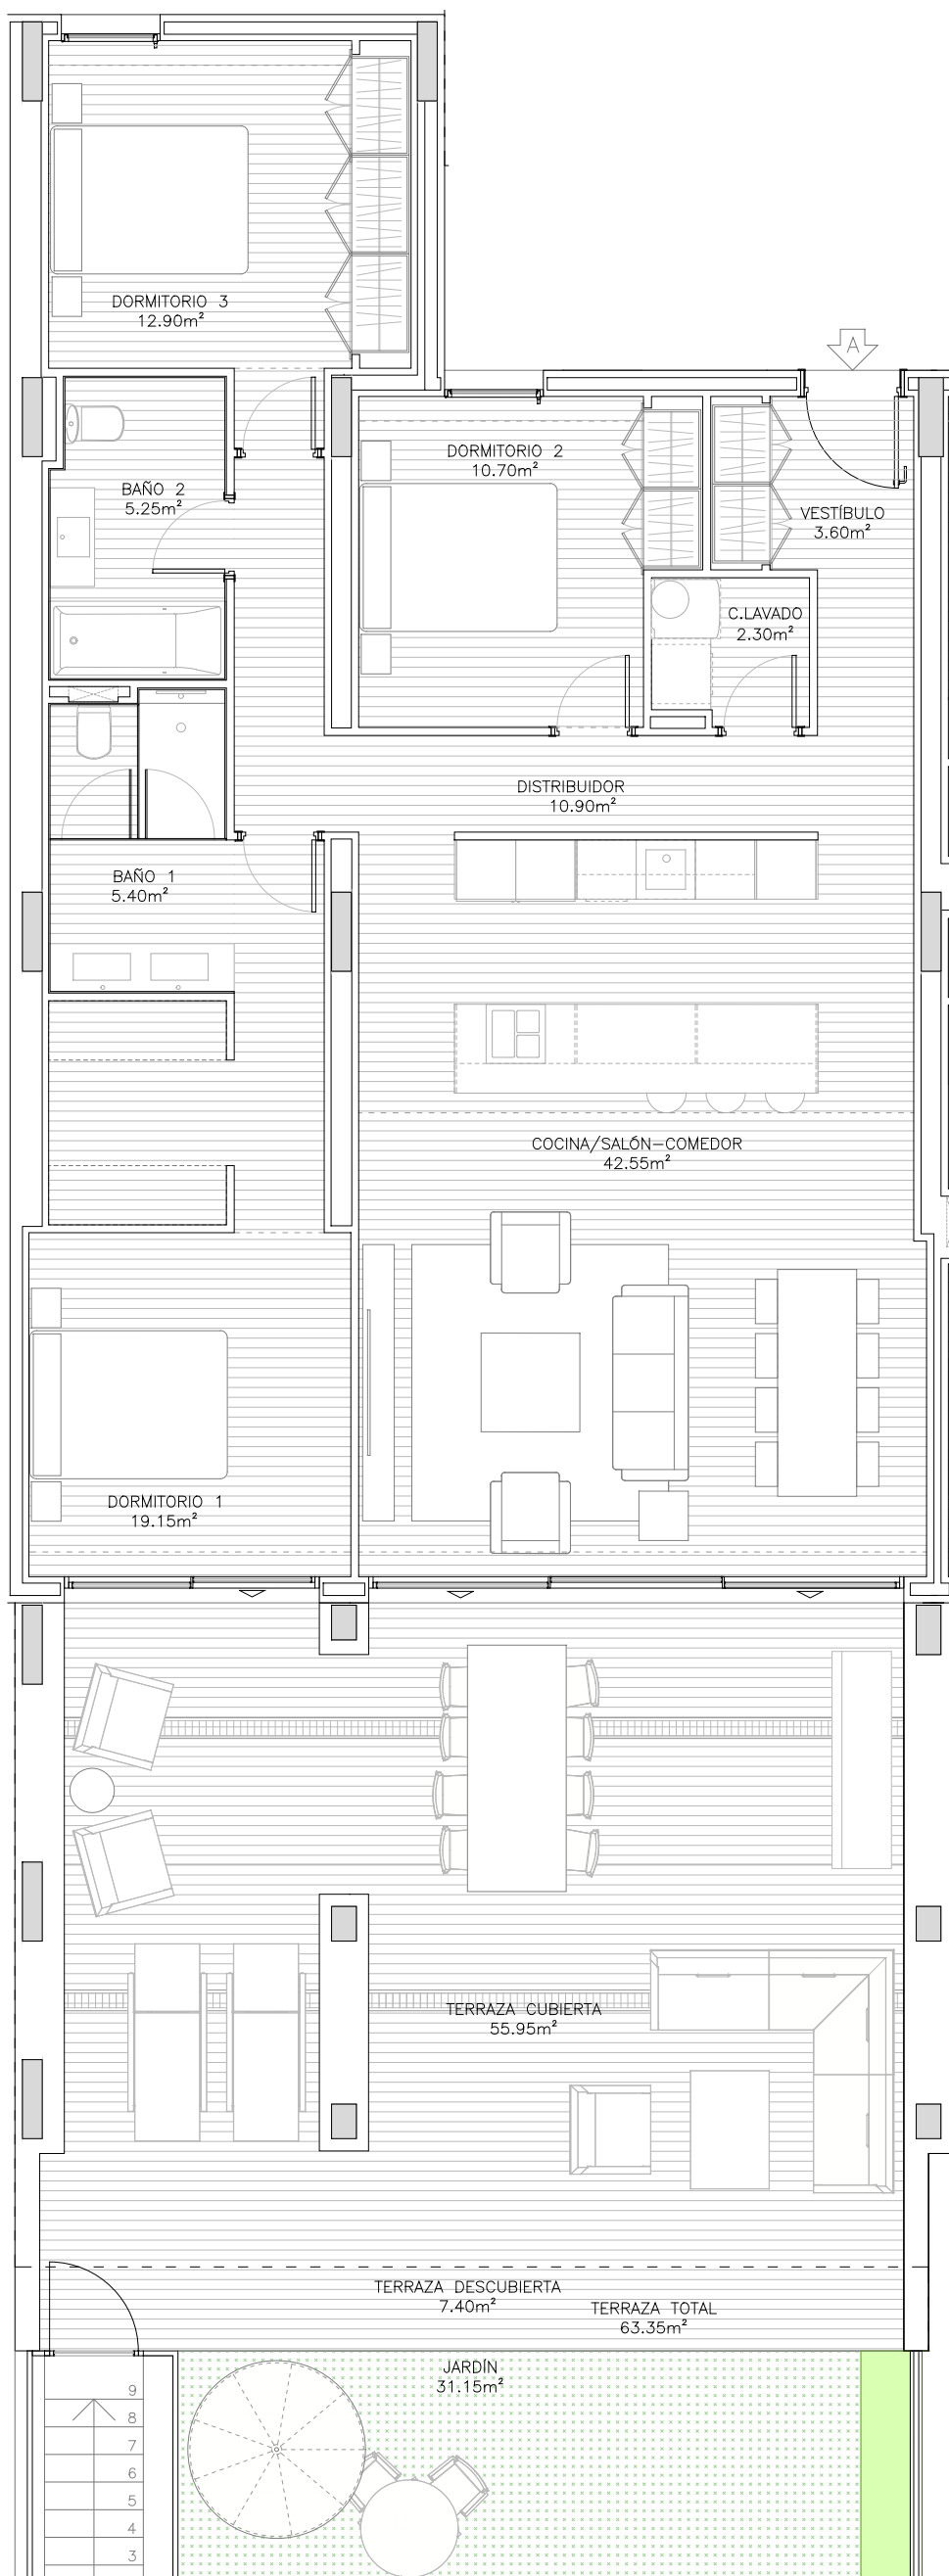 DORMITORIO 3
12.90m²
A
DORMITORIO 2
10.70m²
BAÑO 2
5.25m²
VESTÍBULO
3.60m²
C.LAVADO
2.30m²
DISTRIBUIDOR
10.90m²
BAÑO 1
5.40m²
COCINA/SALÓN-COMEDOR
42.55m²
DORMITORIO 1
19.15m²
TERRAZA CUBIERTA
55.95m²
TERRAZA DESCUBIERTA
7.40m²
TERRAZA TOTAL
63.35m²
JARDÍN
31.15m²
9
8
7
6
5
4
3